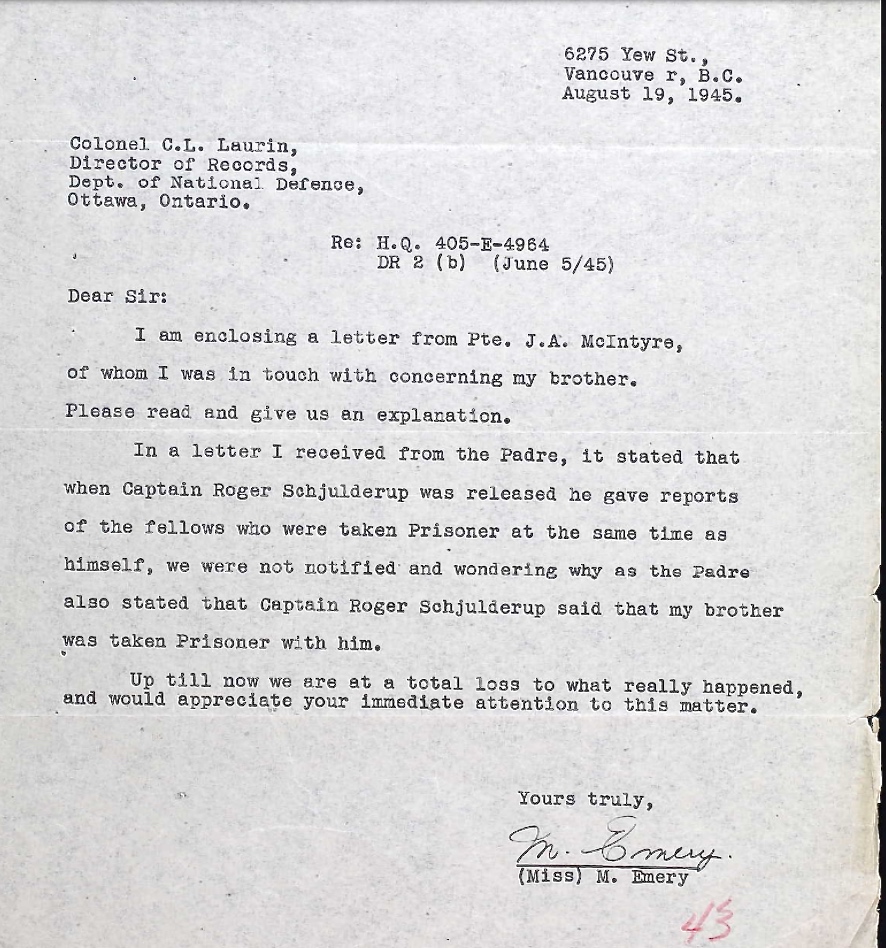 6275 Yew St.,
Vancouve r, B.C.
August 19, 1945.
Colonel C.L. Laurin,
Director of Records,
Dept. of National Defence,
Ottawa, Ontario.
Re: H.Q. 405-E-4964
DR 2 (b) (June 5/45)
Dear Sir:
I am enclosing a letter from Pte. J.A. McIntyre,
of whom I was in touch with concerning my brother.
Please read and give us an explanation.
In a letter I received from the Padre, it stated that
when Captain Roger Schjulderup was released he gave reports
of the fellows who were taken Prisoner at the same time as
himself, we were not notified and wondering why as the Padre
also stated that Captain Roger Schjulderup said that my brother
was taken Prisoner with him.
Up till now we are at a total loss to what really happened,
and would appreciate your immediate attention to this matter.
Yours truly,
M. Emery.
(Miss) M. Emery
43